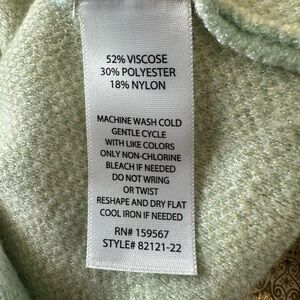 52% VISCOSE
30% POLYESTER
18% NYLON
MACHINE WASH COLD
GENTLE CYCLE
WITH LIKE COLORS
ONLY NON-CHLORINE
BLEACH IF NEEDED
DO NOT WRING
OR TWIST
RESHAPE AND DRY FLAT
COOL IRON IF NEEDED
RN# 159567
STYLE# 82121-22